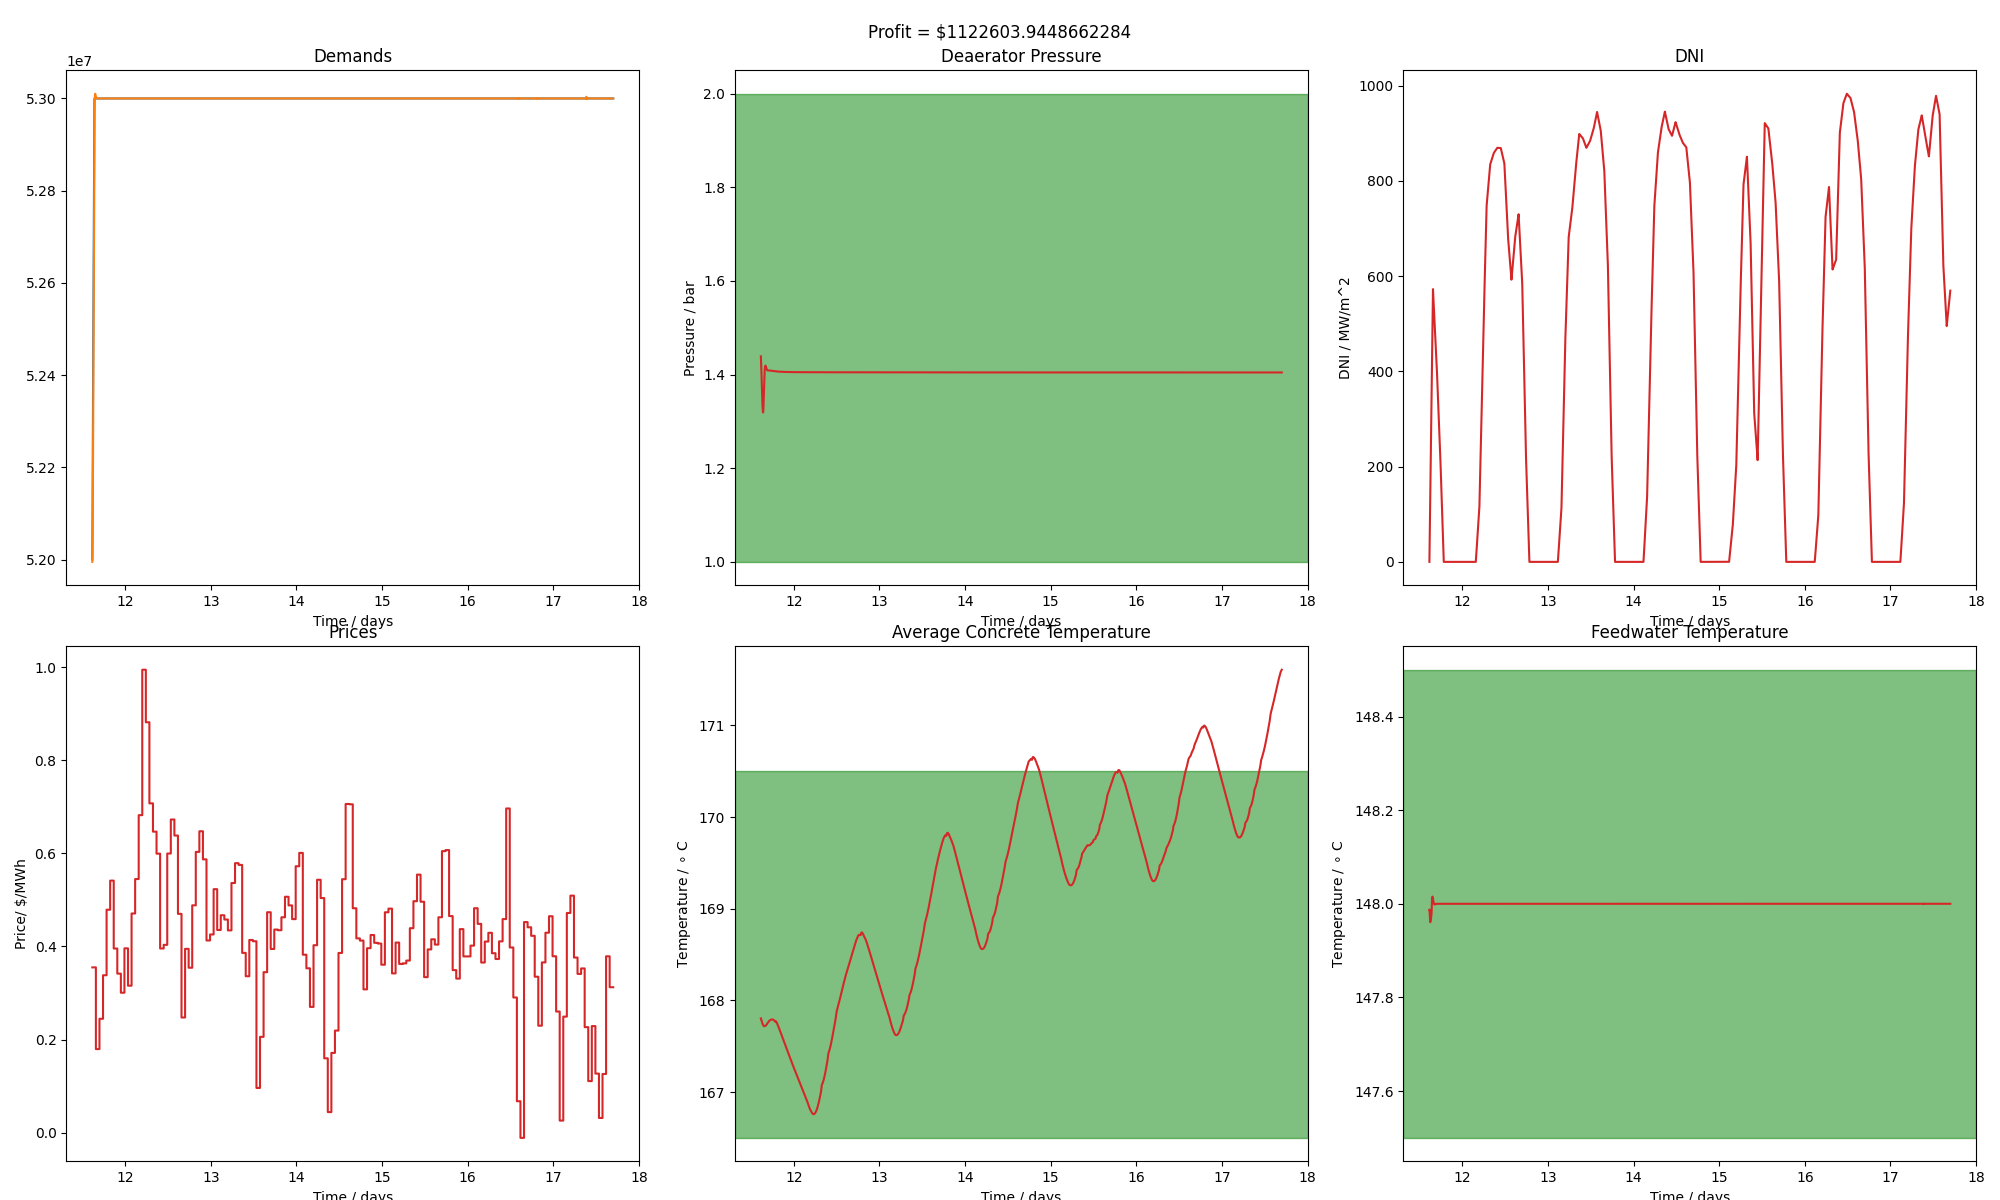 Profit = $1122603.9448662284
Demands
1e7
5.30
5.28
5.26
5.24
5.22
5.20
12 13 14 15 16 17 18
Time / days
Deaerator Pressure
Pressure / bar
2.0
1.8
1.6
1.4
1.2
1.0
12 13 14 15 16 17 18
Time / days
DNI
DNI / MW/m^2
1000
800
600
400
200
0
12 13 14 15 16 17 18
Time / days
Prices
Price/ $/MWh
1.0
0.8
0.6
0.4
0.2
0.0
12 13 14 15 16 17 18
Time / days
Average Concrete Temperature
Temperature / ∘ C
171
170
169
168
167
12 13 14 15 16 17 18
Time / days
Feedwater Temperature
Temperature / ∘ C
148.4
148.2
148.0
147.8
147.6
12 13 14 15 16 17 18
Time / days